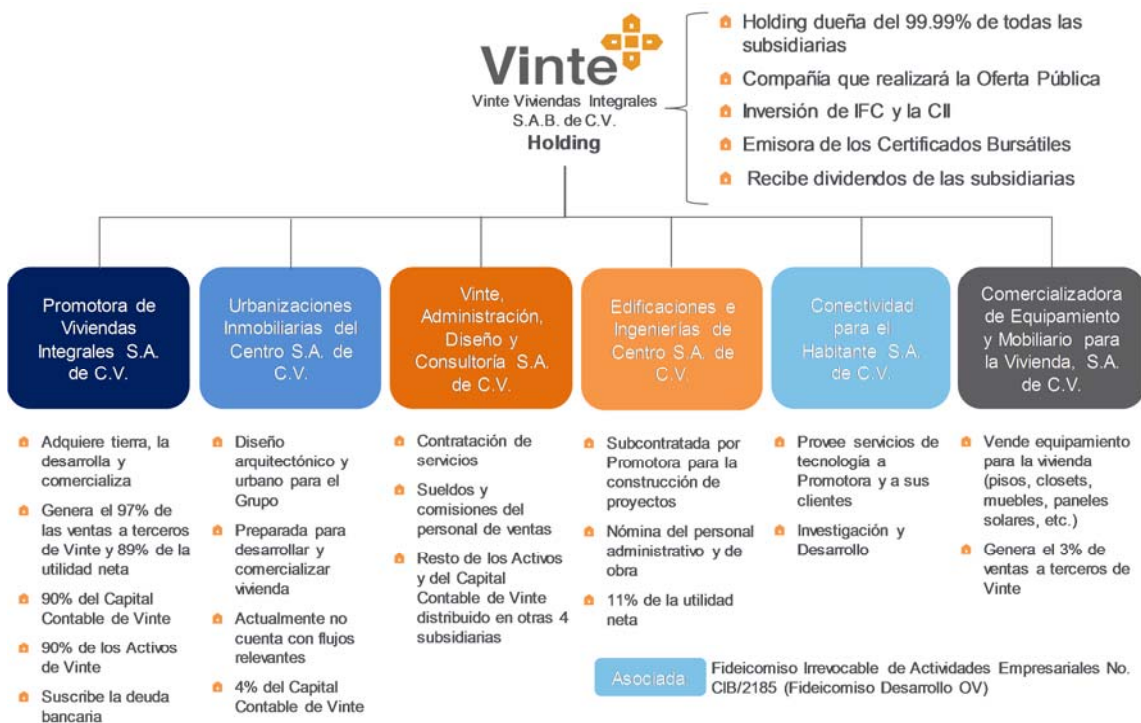 Vinte
Vinte Viviendas Integrales
S.A.B. de C.V.
Holding
Holding dueña del 99.99% de todas las
subsidiarias
Compañía que realizará la Oferta Pública
Inversión de IFC y la CII
Emisora de los Certificados Bursátiles
Recibe dividendos de las subsidiarias
Promotora de
Viviendas
Integrales S.A.
de C.V.
Adquiere tierra, la
desarrolla y
comercializa
Genera el 97% de
las ventas a terceros
de Vinte y 89% de la
utilidad neta
90% del Capital
Contable de Vinte
90% de los Activos
de Vinte
Suscribe la deuda
bancaria
Urbanizaciones
Inmobiliarias del
Centro S.A. de
C.V.
Diseño
arquitectónico y
urbano para el
Grupo
Preparada para
desarrollar y
comercializar
vivienda
Actualmente no
cuenta con flujos
relevantes
4% del Capital
Contable de Vinte
Vinte,
Administración,
Diseño y
Consultoría S.A.
de C.V.
Contratación de
servicios
Sueldos y
comisiones del
personal de ventas
Resto de los Activos
y del Capital
Contable de Vinte
distribuido en otras 4
subsidiarias
Edificaciones e
Ingenierías de
Centro S.A. de
C.V.
Subcontratada por
Promotora para la
construcción de
proyectos
Nómina del personal
administrativo y de
obra
11% de la utilidad
neta
Conectividad
para el
Habitante S.A.
de C.V.
Provee servicios de
tecnología a
Promotora y a sus
clientes
Investigación y
Desarrollo
Comercializadora
de Equipamiento
y Mobiliario para
la Vivienda, S.A.
de C.V.
Vende equipamiento
para la vivienda
(pisos, closets,
muebles, paneles
solares, etc.)
Genera el 3% de
ventas a terceros de
Vinte
Asociada
Fideicomiso Irrevocable de Actividades Empresariales No.
CIB/2185 (Fideicomiso Desarrollo OV)